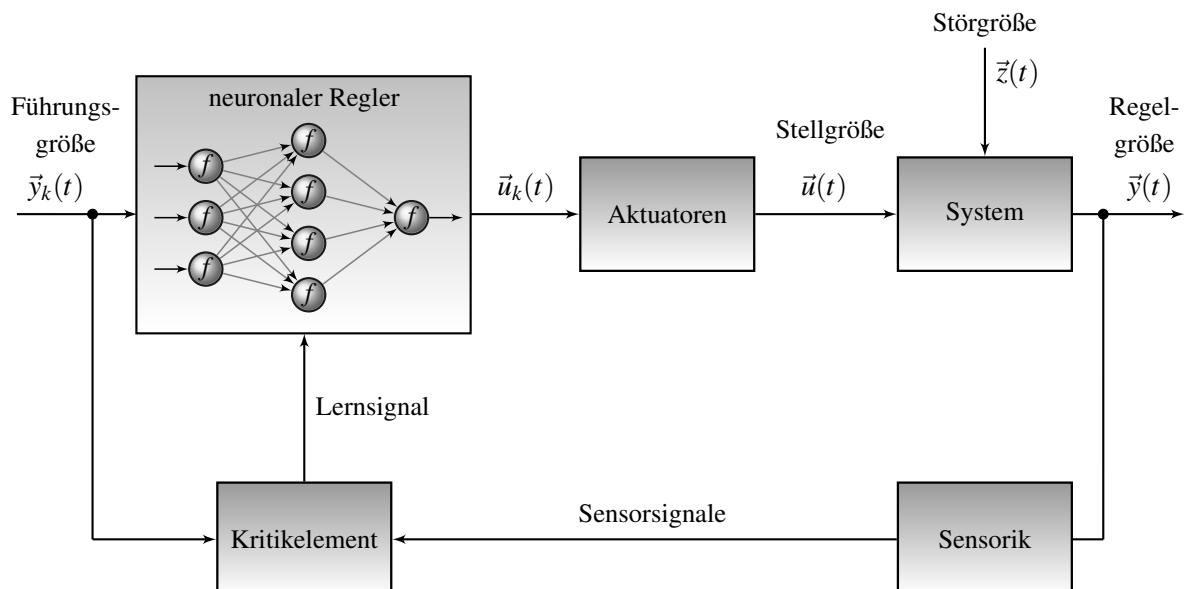 Störgröße
z⃗(t)
neuronaler Regler
Führungs-
größe
y⃗k(t)
f
f
f
f
f
f
f
f
u⃗k(t)
Aktuatoren
Stellgröße
u⃗(t)
System
Regel-
größe
y⃗(t)
Lernsignal
Kritikelement
Sensorsignale
Sensorik